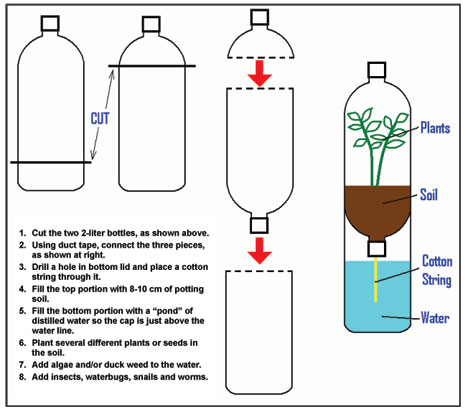 CUT
Plants
Soil
Cotton
String
Water
1. Cut the two 2-liter bottles, as shown above.
2. Using duct tape, connect the three pieces,
as shown at right.
3. Drill a hole in bottom lid and place a cotton
string through it.
4. Fill the top portion with 8-10 cm of potting
soil.
5. Fill the bottom portion with a “pond” of
distilled water so the cap is just above the
water line.
6. Plant several different plants or seeds in
the soil.
7. Add algae and/or duck weed to the water.
8. Add insects, waterbugs, snails and worms.